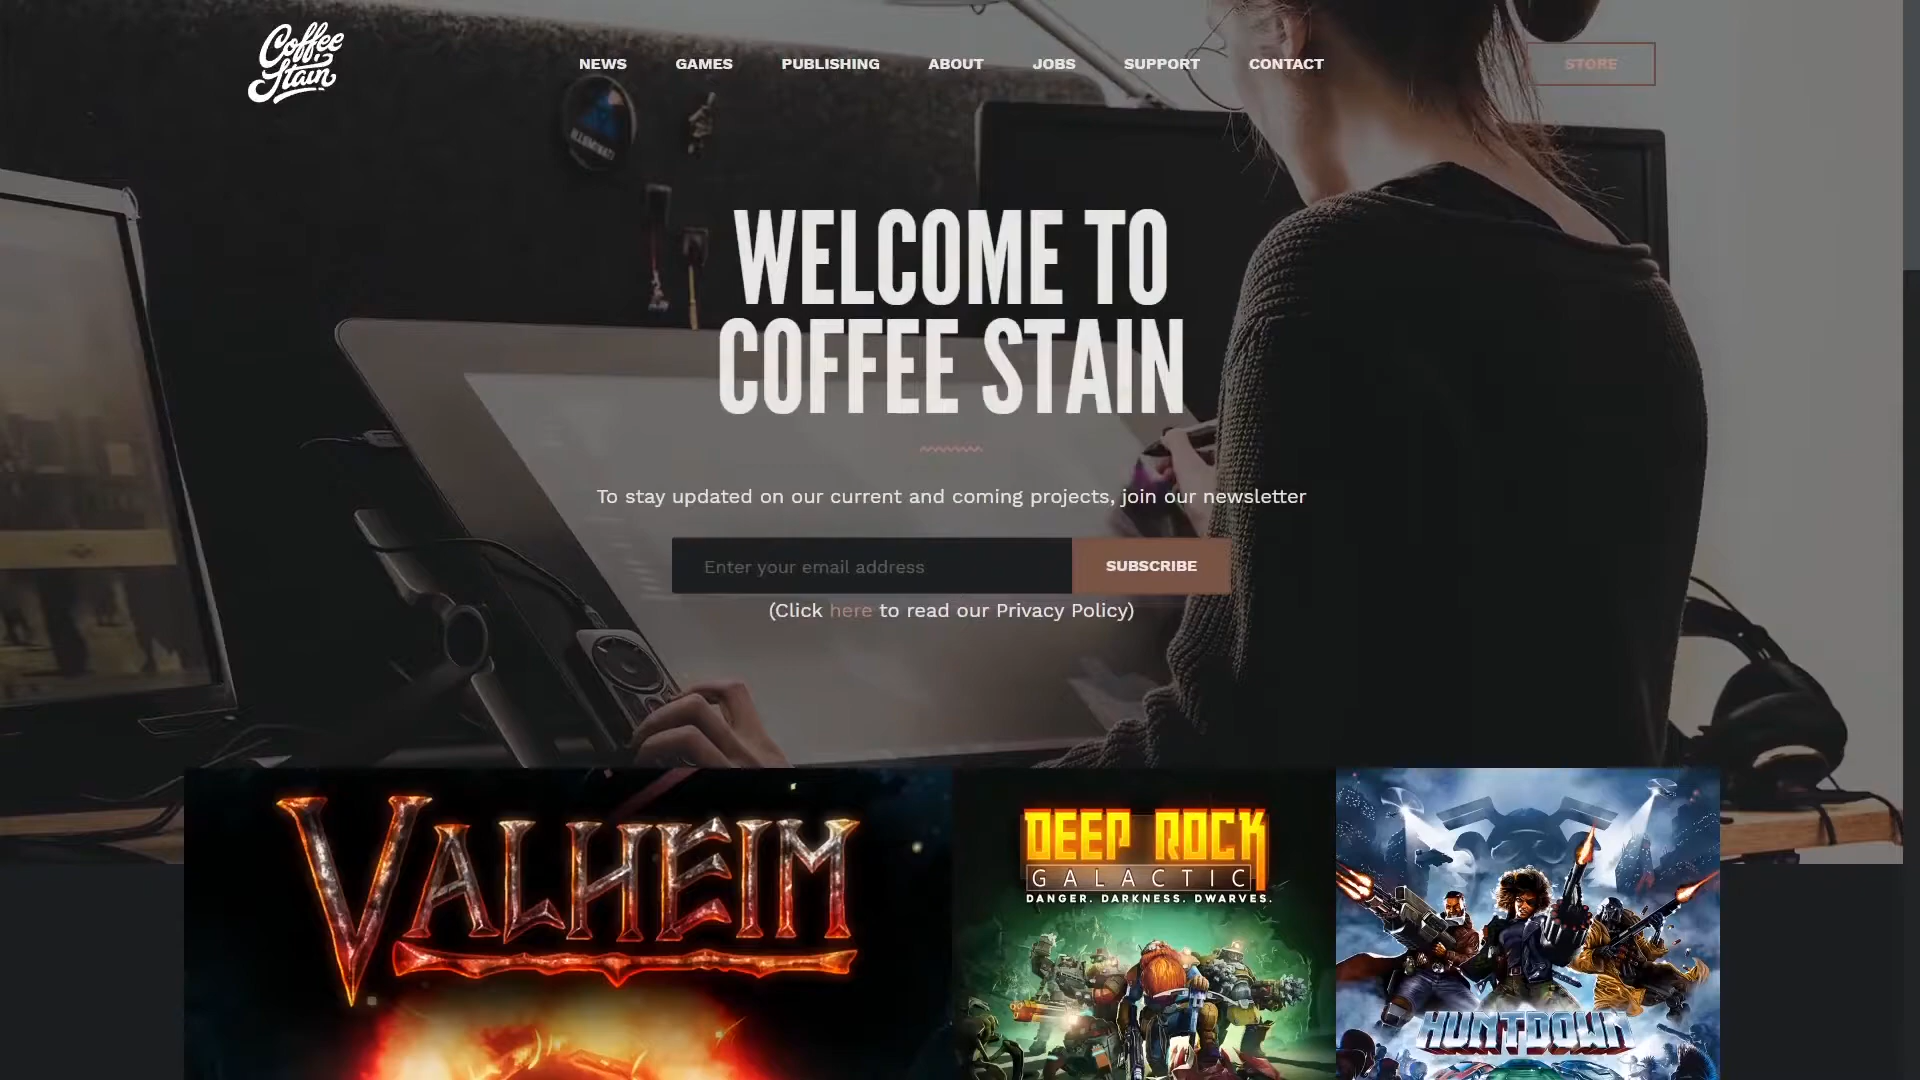 Coffee
Stain
NEWS GAMES PUBLISHING ABOUT JOBS SUPPORT CONTACT STORE
ILLUMINATI
WELCOME TO
COFFEE STAIN
To stay updated on our current and coming projects, join our newsletter
Enter your email address SUBSCRIBE
(Click here to read our Privacy Policy)
VALHEIM
DEEP ROCK
GALACTIC
DANGER. DARKNESS. DWARVES.
HUNTDOWN